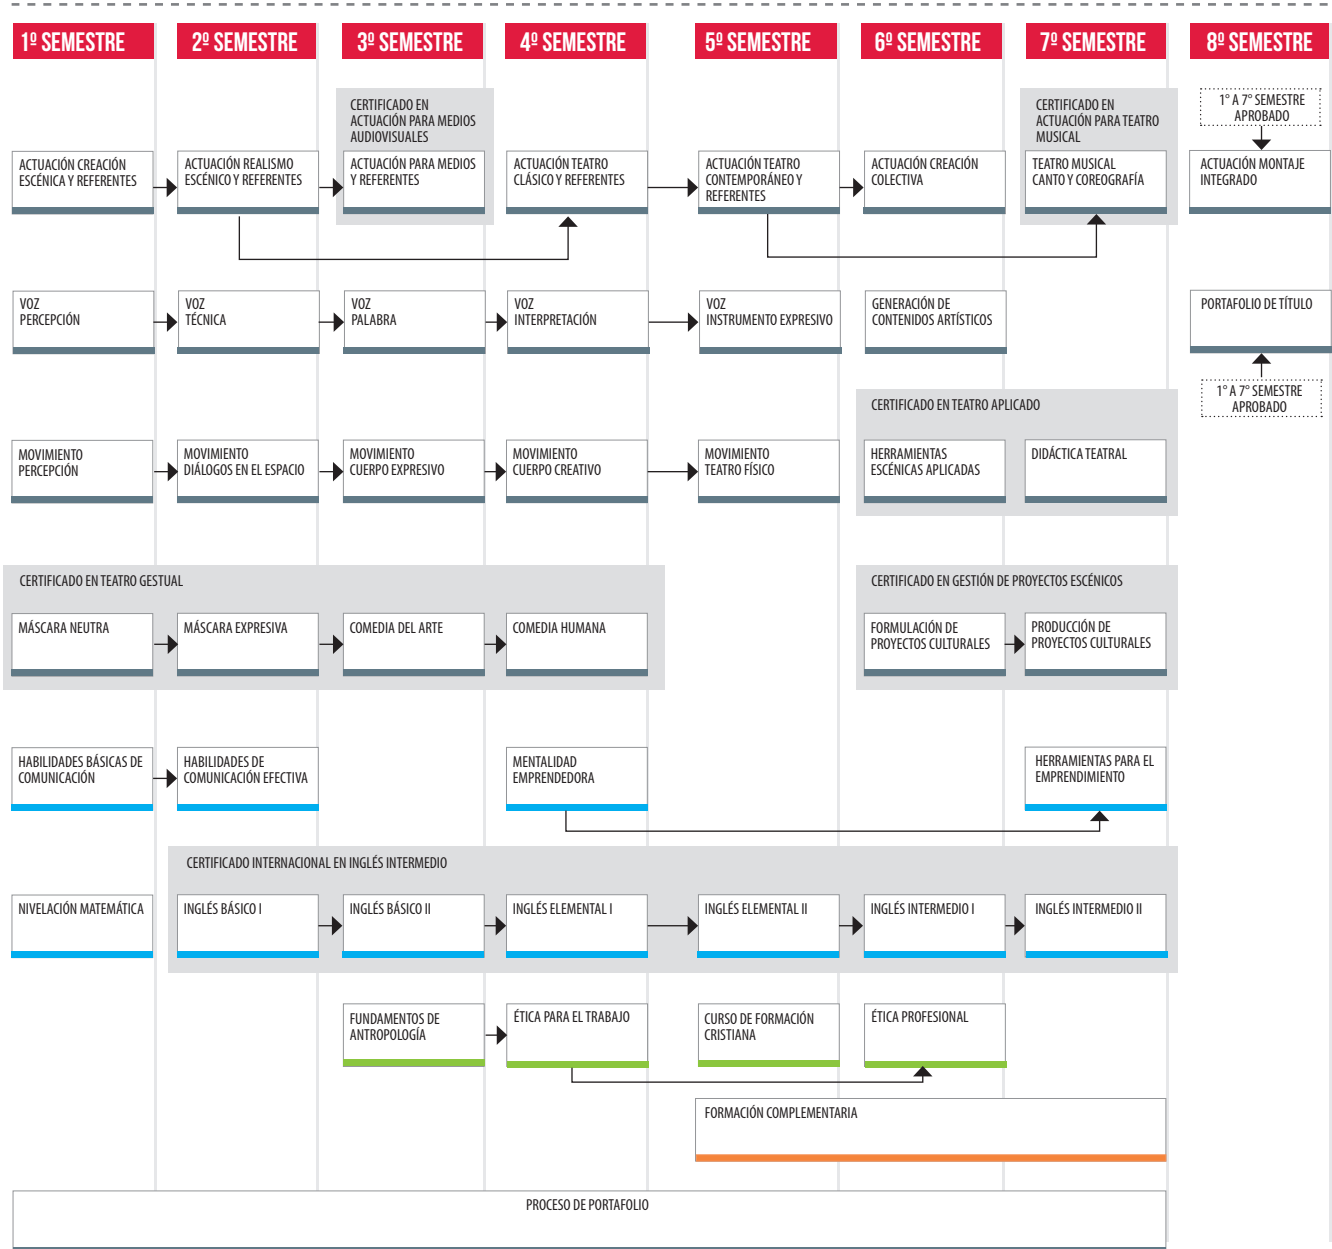 1º SEMESTRE
2º SEMESTRE
3º SEMESTRE
4º SEMESTRE
5º SEMESTRE
6º SEMESTRE
7º SEMESTRE
8º SEMESTRE
CERTIFICADO EN
ACTUACIÓN PARA MEDIOS
AUDIOVISUALES
CERTIFICADO EN
ACTUACIÓN PARA TEATRO
MUSICAL
1° A 7° SEMESTRE
APROBADO
ACTUACIÓN CREACIÓN
ESCÉNICA Y REFERENTES
ACTUACIÓN REALISMO
ESCÉNICO Y REFERENTES
ACTUACIÓN PARA MEDIOS
Y REFERENTES
ACTUACIÓN TEATRO
CLÁSICO Y REFERENTES
ACTUACIÓN TEATRO
CONTEMPORÁNEO Y
REFERENTES
ACTUACIÓN CREACIÓN
COLECTIVA
TEATRO MUSICAL
CANTO Y COREOGRAFÍA
ACTUACIÓN MONTAJE
INTEGRADO
VOZ
PERCEPCIÓN
VOZ
TÉCNICA
VOZ
PALABRA
VOZ
INTERPRETACIÓN
VOZ
INSTRUMENTO EXPRESIVO
GENERACIÓN DE
CONTENIDOS ARTÍSTICOS
PORTAFOLIO DE TÍTULO
1° A 7° SEMESTRE
APROBADO
CERTIFICADO EN TEATRO APLICADO
MOVIMIENTO
PERCEPCIÓN
MOVIMIENTO
DIÁLOGOS EN EL ESPACIO
MOVIMIENTO
CUERPO EXPRESIVO
MOVIMIENTO
CUERPO CREATIVO
MOVIMIENTO
TEATRO FÍSICO
HERRAMIENTAS
ESCÉNICAS APLICADAS
DIDÁCTICA TEATRAL
CERTIFICADO EN TEATRO GESTUAL
CERTIFICADO EN GESTIÓN DE PROYECTOS ESCÉNICOS
MÁSCARA NEUTRA
MÁSCARA EXPRESIVA
COMEDIA DEL ARTE
COMEDIA HUMANA
FORMULACIÓN DE
PROYECTOS CULTURALES
PRODUCCIÓN DE
PROYECTOS CULTURALES
HABILIDADES BÁSICAS DE
COMUNICACIÓN
HABILIDADES DE
COMUNICACIÓN EFECTIVA
MENTALIDAD
EMPRENDEDORA
HERRAMIENTAS PARA EL
EMPRENDIMIENTO
CERTIFICADO INTERNACIONAL EN INGLÉS INTERMEDIO
NIVELACIÓN MATEMÁTICA
INGLÉS BÁSICO I
INGLÉS BÁSICO II
INGLÉS ELEMENTAL I
INGLÉS ELEMENTAL II
INGLÉS INTERMEDIO I
INGLÉS INTERMEDIO II
FUNDAMENTOS DE
ANTROPOLOGÍA
ÉTICA PARA EL TRABAJO
CURSO DE FORMACIÓN
CRISTIANA
ÉTICA PROFESIONAL
FORMACIÓN COMPLEMENTARIA
PROCESO DE PORTAFOLIO